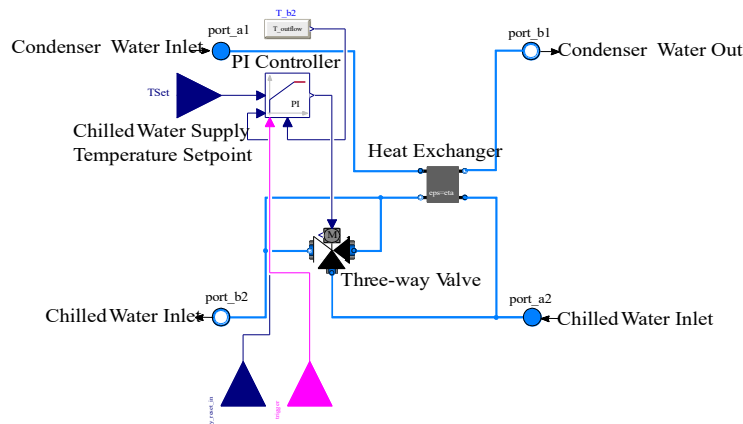 T_b2
port_a1
T_outflow
port_b1
Condenser Water Inlet
Condenser Water Out
PI Controller
TSet
PI
Chilled Water Supply
Temperature Setpoint
Heat Exchanger
eps=eta
M
Three-way Valve
port_b2
port_a2
Chilled Water Inlet
Chilled Water Inlet
y_reset_in
trigger